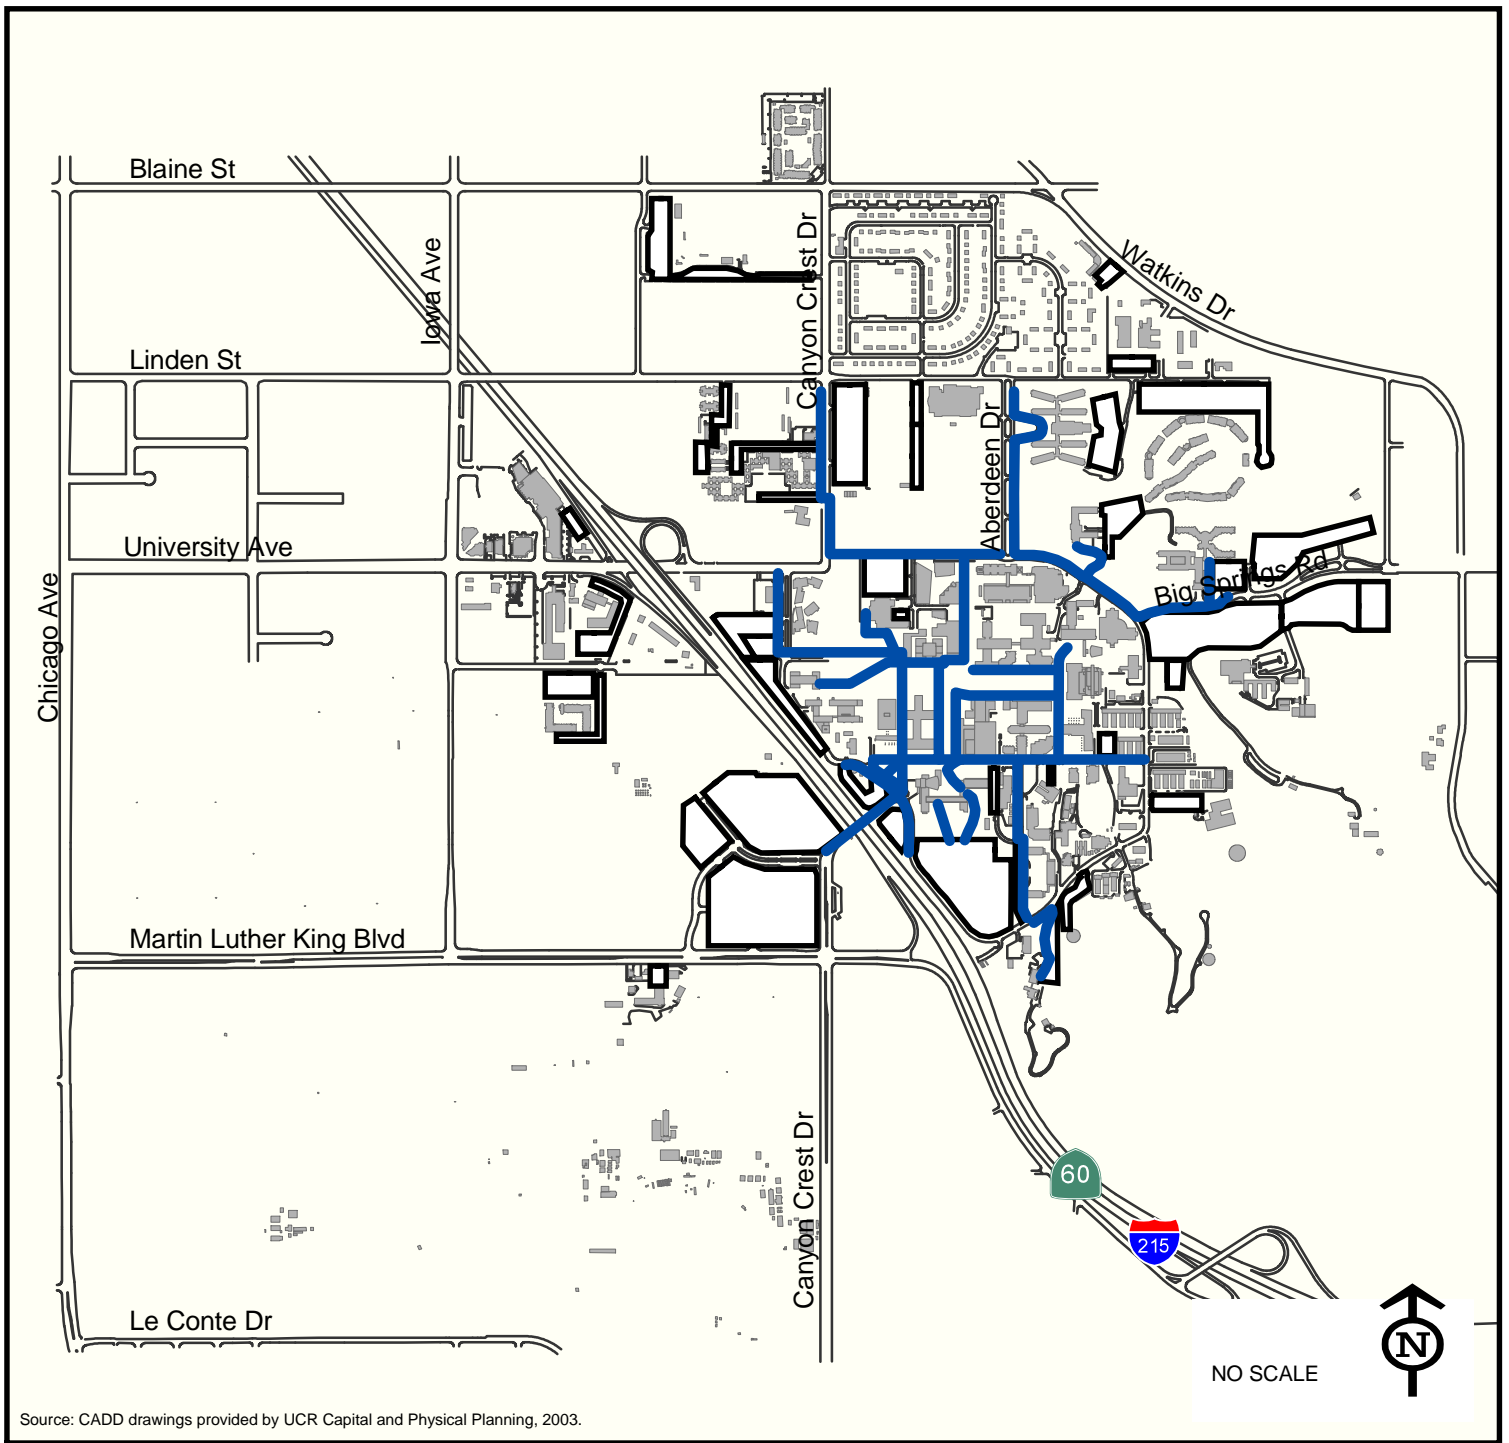 Blaine St
Canyon Crest Dr
Iowa Ave
Watkins Dr
Linden St
Aberdeen Dr
University Ave
Big Springs Rd
Chicago Ave
Martin Luther King Blvd
Canyon Crest Dr
60
215
Le Conte Dr
N
NO SCALE
Source: CADD drawings provided by UCR Capital and Physical Planning, 2003.